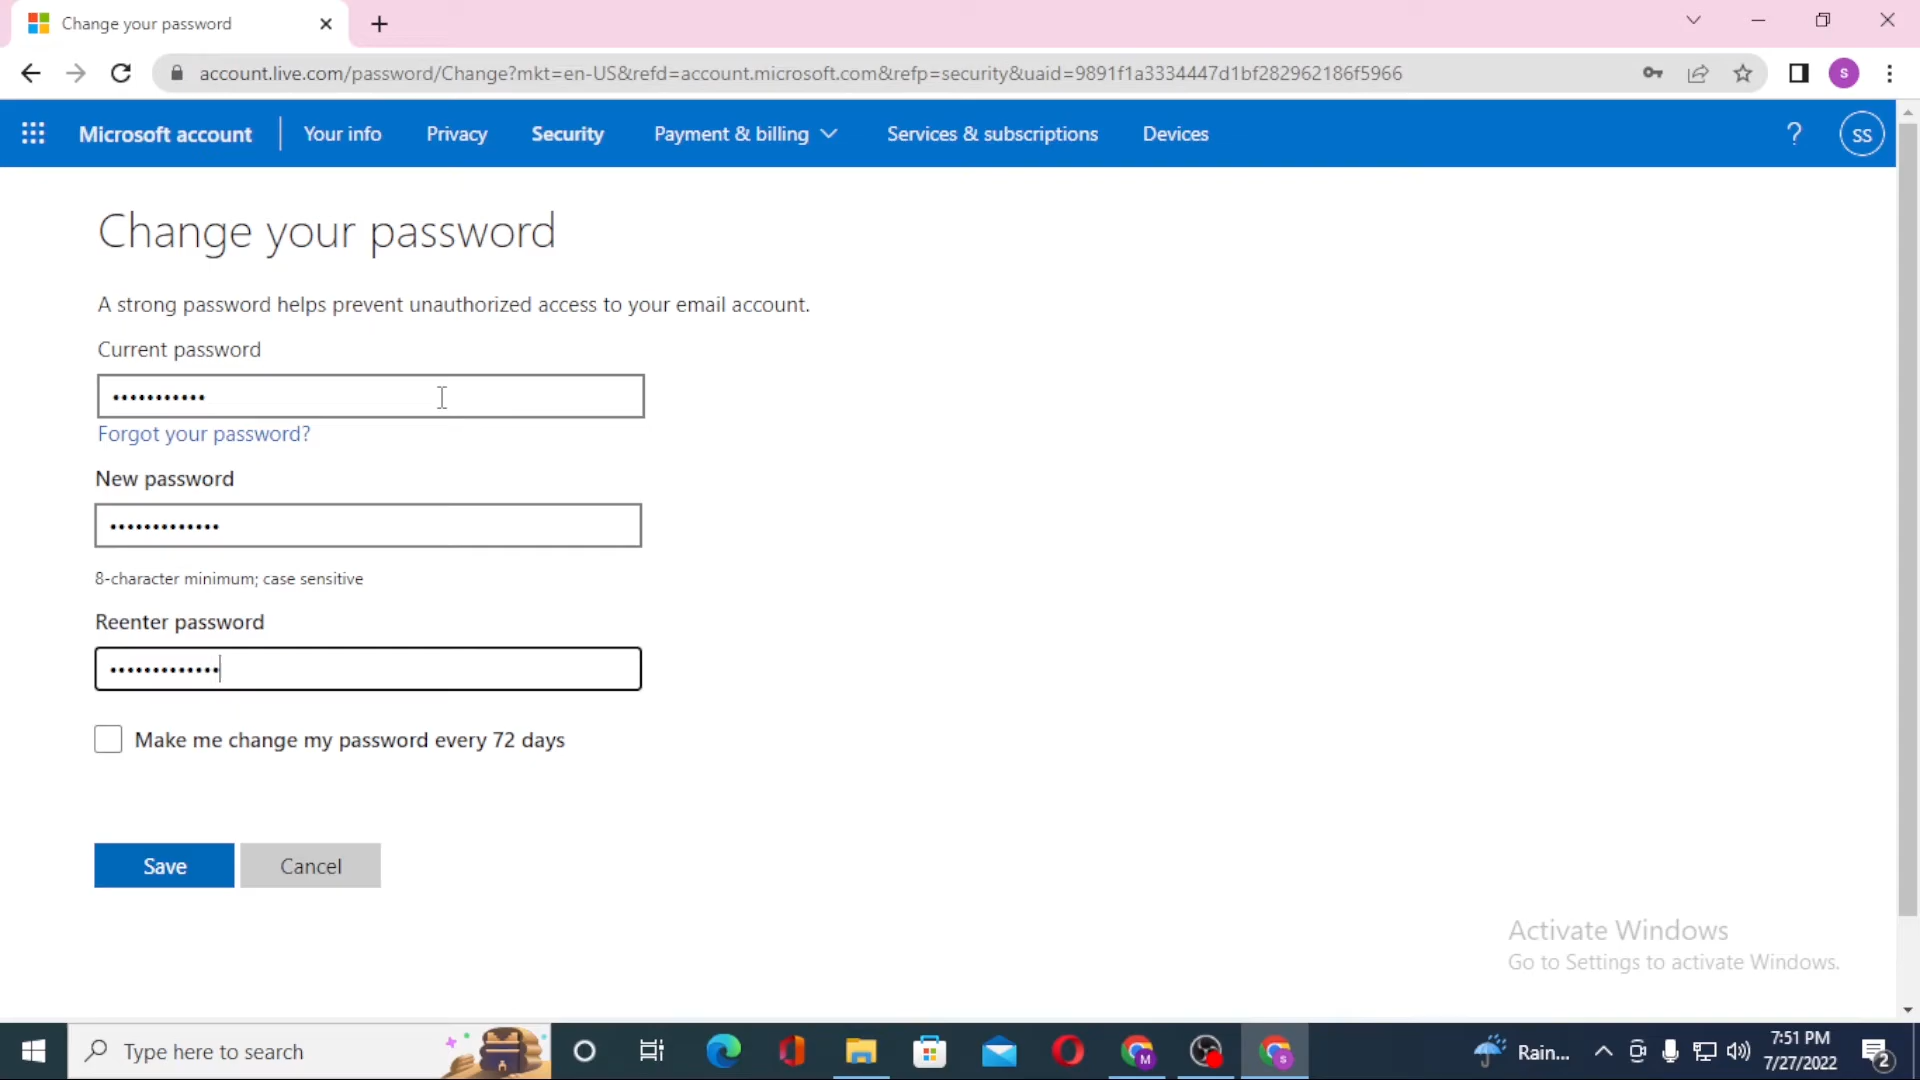 Change your password
account.live.com/password/Change?mkt=en-US&refd=account.microsoft.com&refp=security&uaid=9891f1a3334447d1bf282962186f5966
S
Microsoft account
Your info
Privacy
Security
Payment & billing
Services & subscriptions
Devices
?
SS
Change your password
A strong password helps prevent unauthorized access to your email account.
Current password
•••••••••••
Forgot your password?
New password
•••••••••••••
8-character minimum; case sensitive
Reenter password
•••••••••••••
Make me change my password every 72 days
Save
Cancel
Activate Windows
Go to Settings to activate Windows.
Type here to search
M
S
Rain...
7:51 PM
7/27/2022
2